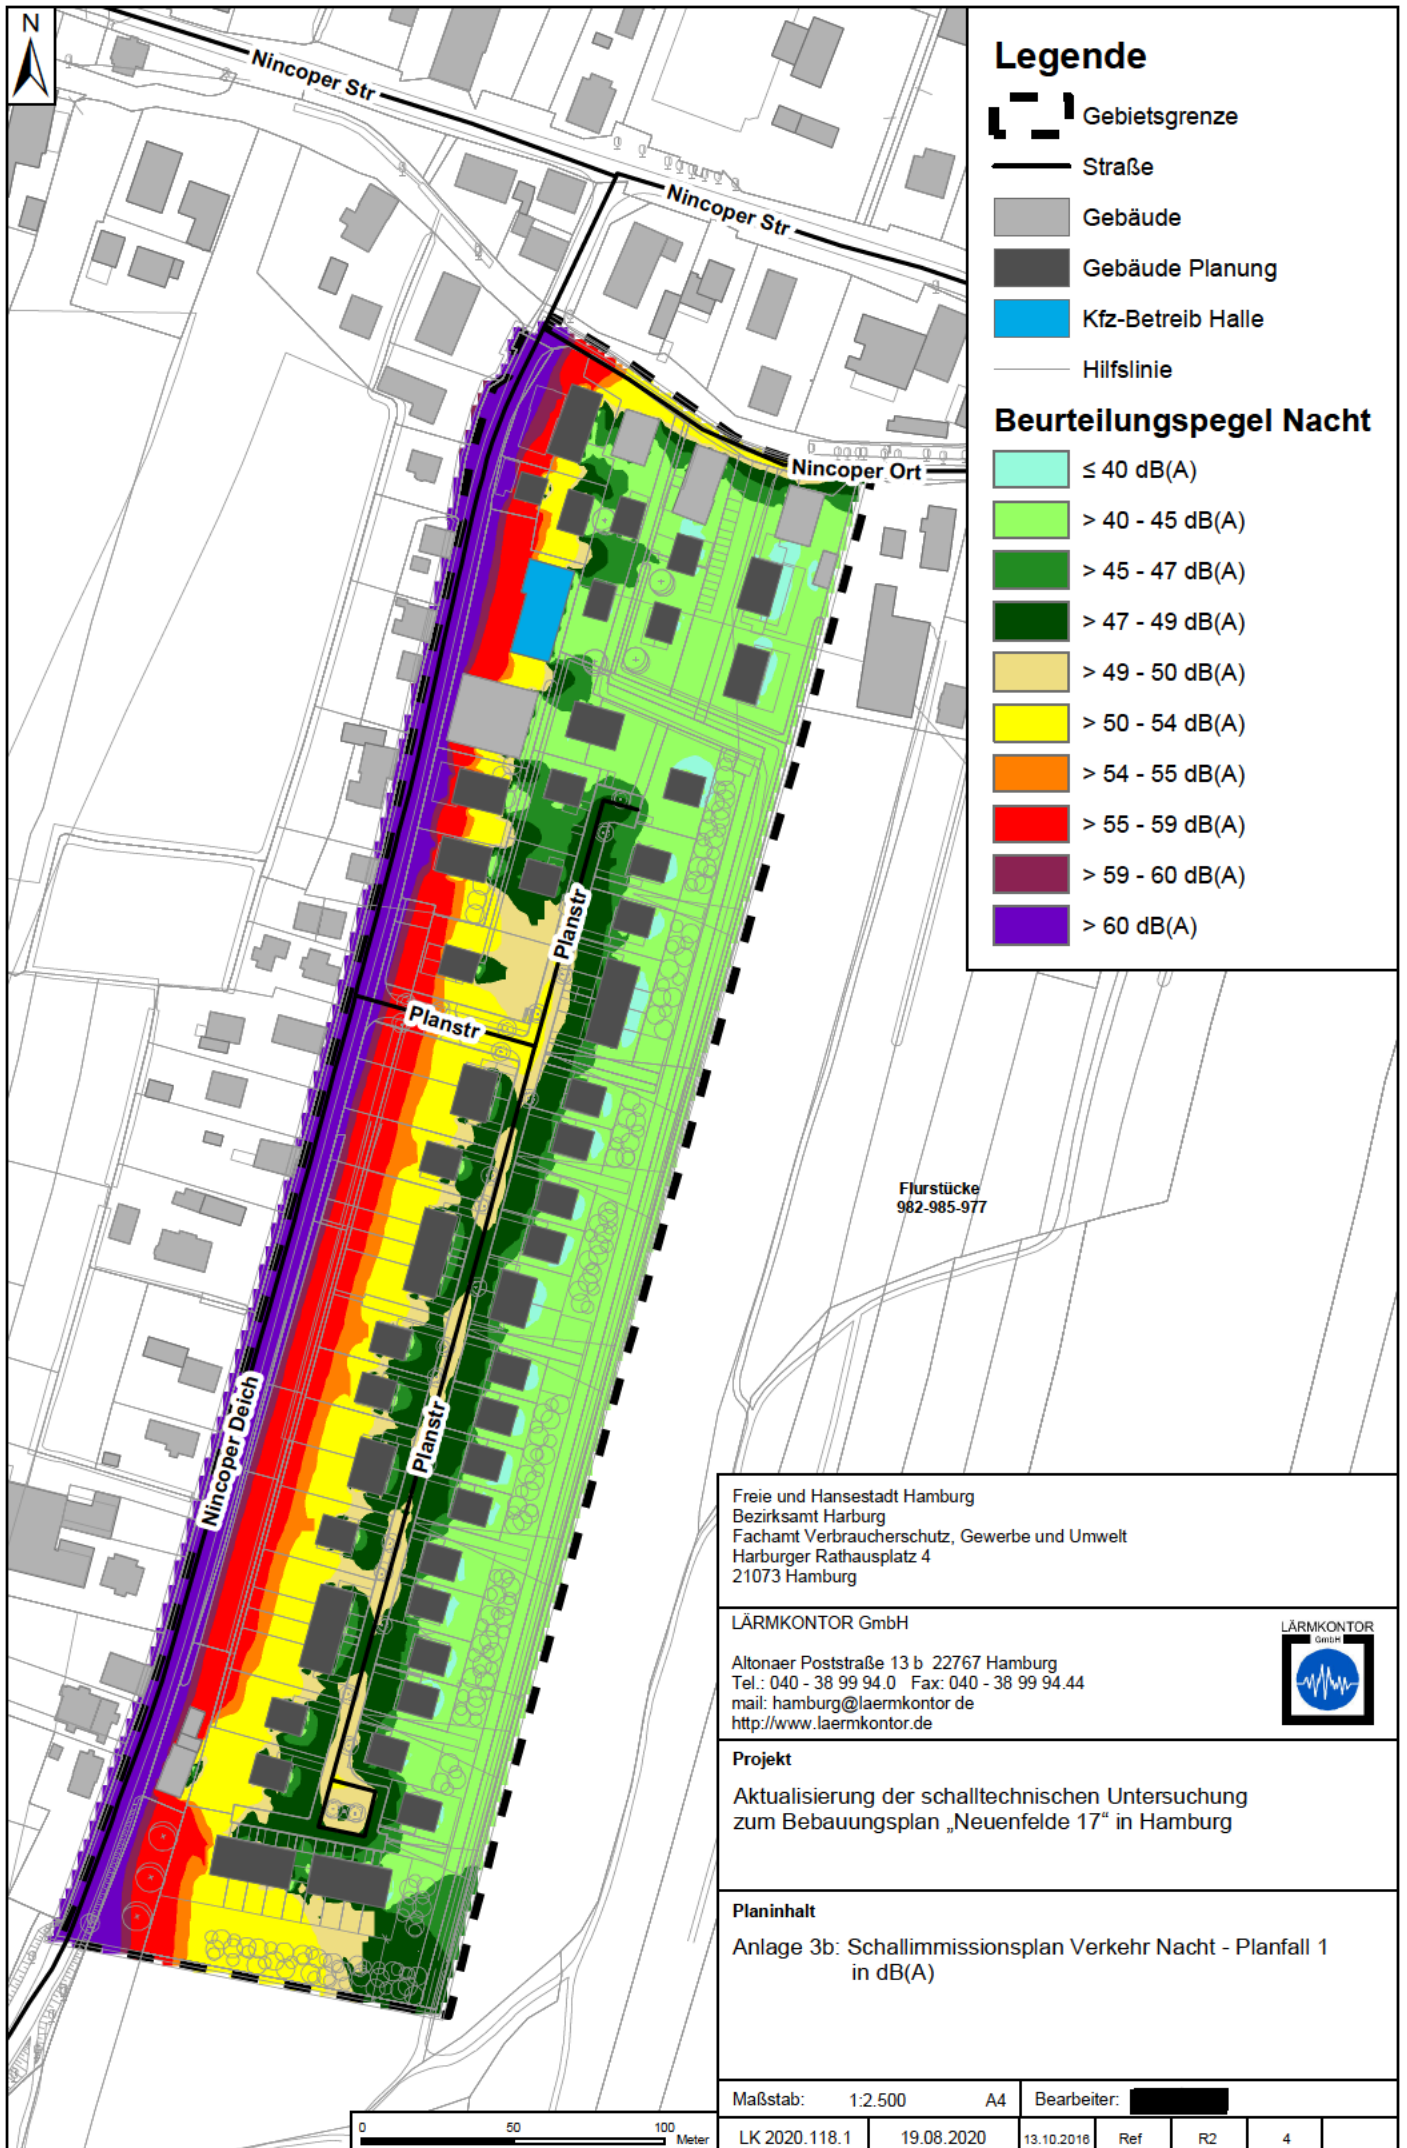 N
Nincoper Str
Nincoper Str
Nincoper Ort
Planstr
Planstr
Planstr
Nincoper Deich
Flurstücke
982-985-977
Legende
Gebietsgrenze
Straße
Gebäude
Gebäude Planung
Kfz-Betreib Halle
Hilfslinie
Beurteilungspegel Nacht
≤ 40 dB(A)
> 40 - 45 dB(A)
> 45 - 47 dB(A)
> 47 - 49 dB(A)
> 49 - 50 dB(A)
> 50 - 54 dB(A)
> 54 - 55 dB(A)
> 55 - 59 dB(A)
> 59 - 60 dB(A)
> 60 dB(A)
Freie und Hansestadt Hamburg
Bezirksamt Harburg
Fachamt Verbraucherschutz, Gewerbe und Umwelt
Harburger Rathausplatz 4
21073 Hamburg
LÄRMKONTOR GmbH
Altonaer Poststraße 13 b 22767 Hamburg
Tel.: 040 - 38 99 94.0 Fax: 040 - 38 99 94.44
mail: hamburg@laermkontor de
http://www.laermkontor.de
LÄRMKONTOR
GmbH
Projekt
Aktualisierung der schalltechnischen Untersuchung
zum Bebauungsplan „Neuenfelde 17“ in Hamburg
Planinhalt
Anlage 3b: Schallimmissionsplan Verkehr Nacht - Planfall 1
in dB(A)
Maßstab: 1:2.500 A4 Bearbeiter:
LK 2020.118.1 19.08.2020 13.10.2016 Ref R2 4
0 50 100
Meter